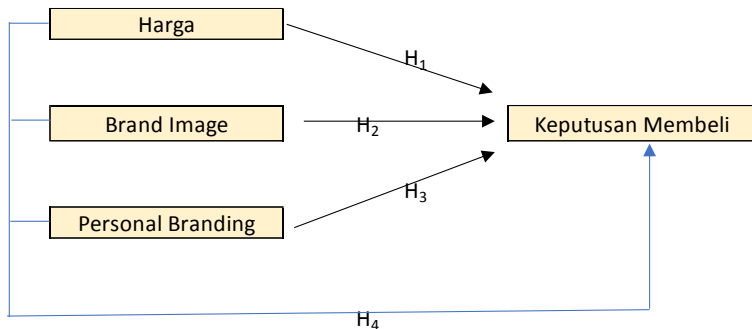 Harga
H₁
Brand Image
H₂
Keputusan Membeli
Personal Branding
H₃
H₄